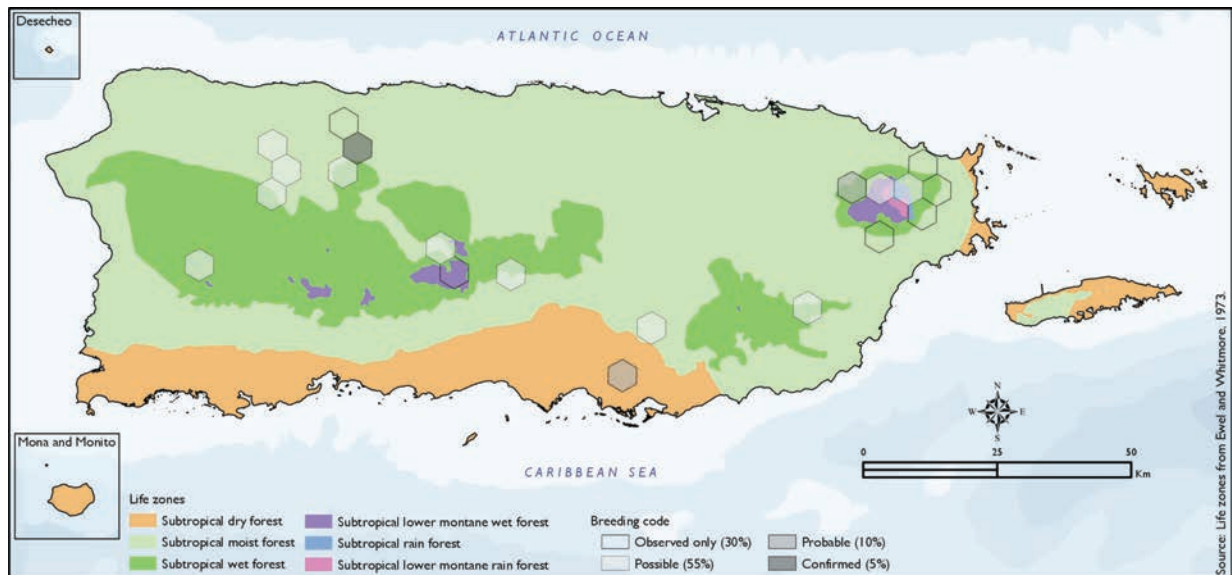 Desecheo
ATLANTIC OCEAN
N
W E
S
0 25 50
Km
Mona and Monito
CARIBBEAN SEA
Life zones
Subtropical dry forest
Subtropical moist forest
Subtropical wet forest
Subtropical lower montane wet forest
Subtropical rain forest
Subtropical lower montane rain forest
Breeding code
Observed only (30%)
Possible (55%)
Probable (10%)
Confirmed (5%)
Source: Life zones from Ewel and Whitmore, 1973.